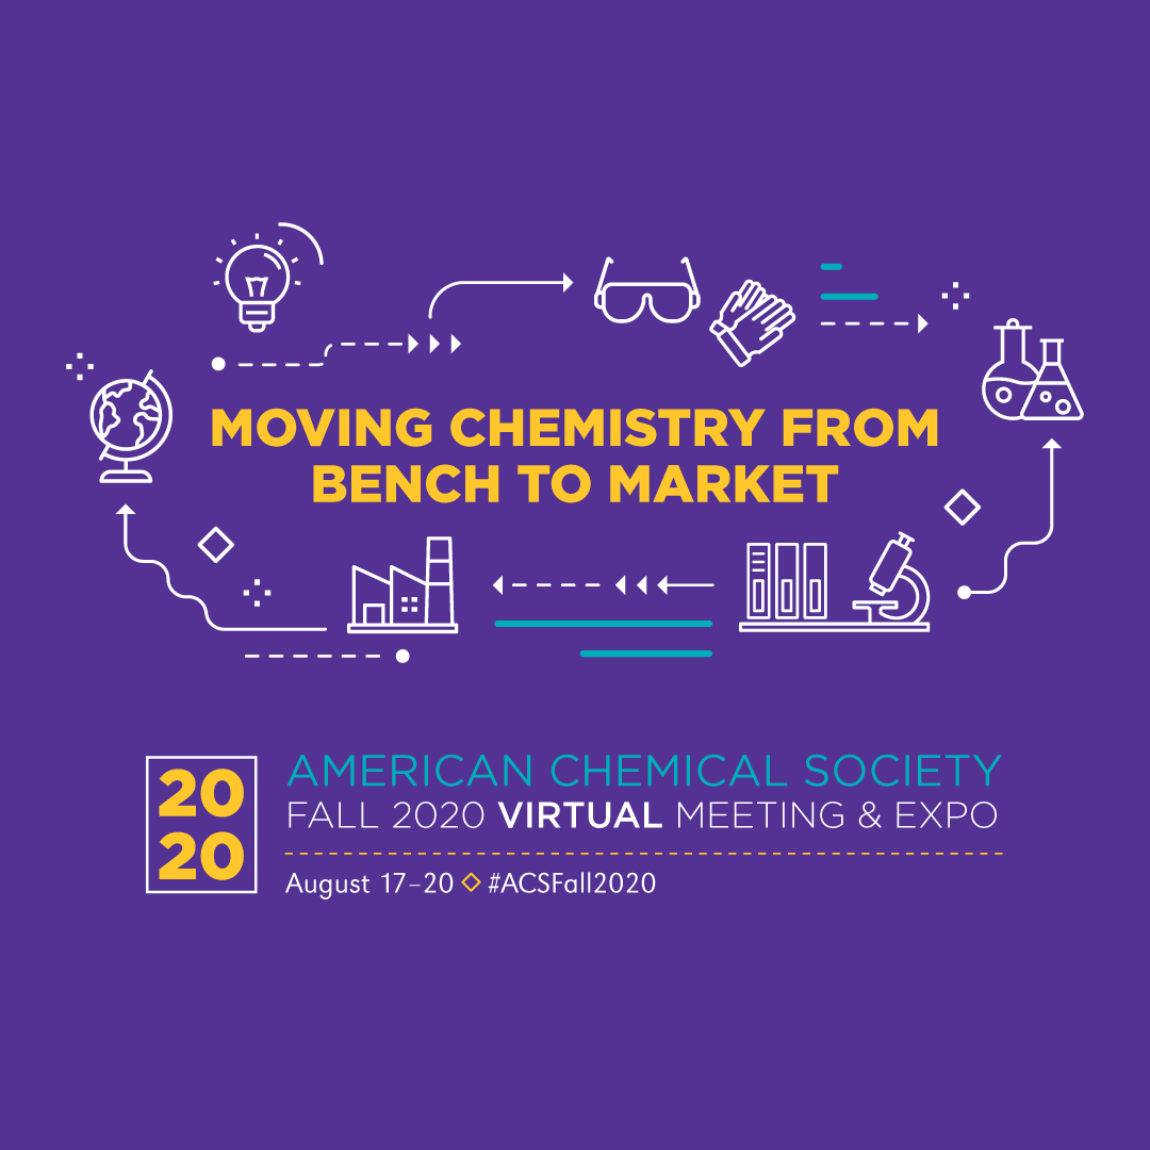 MOVING CHEMISTRY FROM
BENCH TO MARKET
20
20
AMERICAN CHEMICAL SOCIETY
FALL 2020 VIRTUAL MEETING & EXPO
August 17–20 ◇ #ACSFall2020